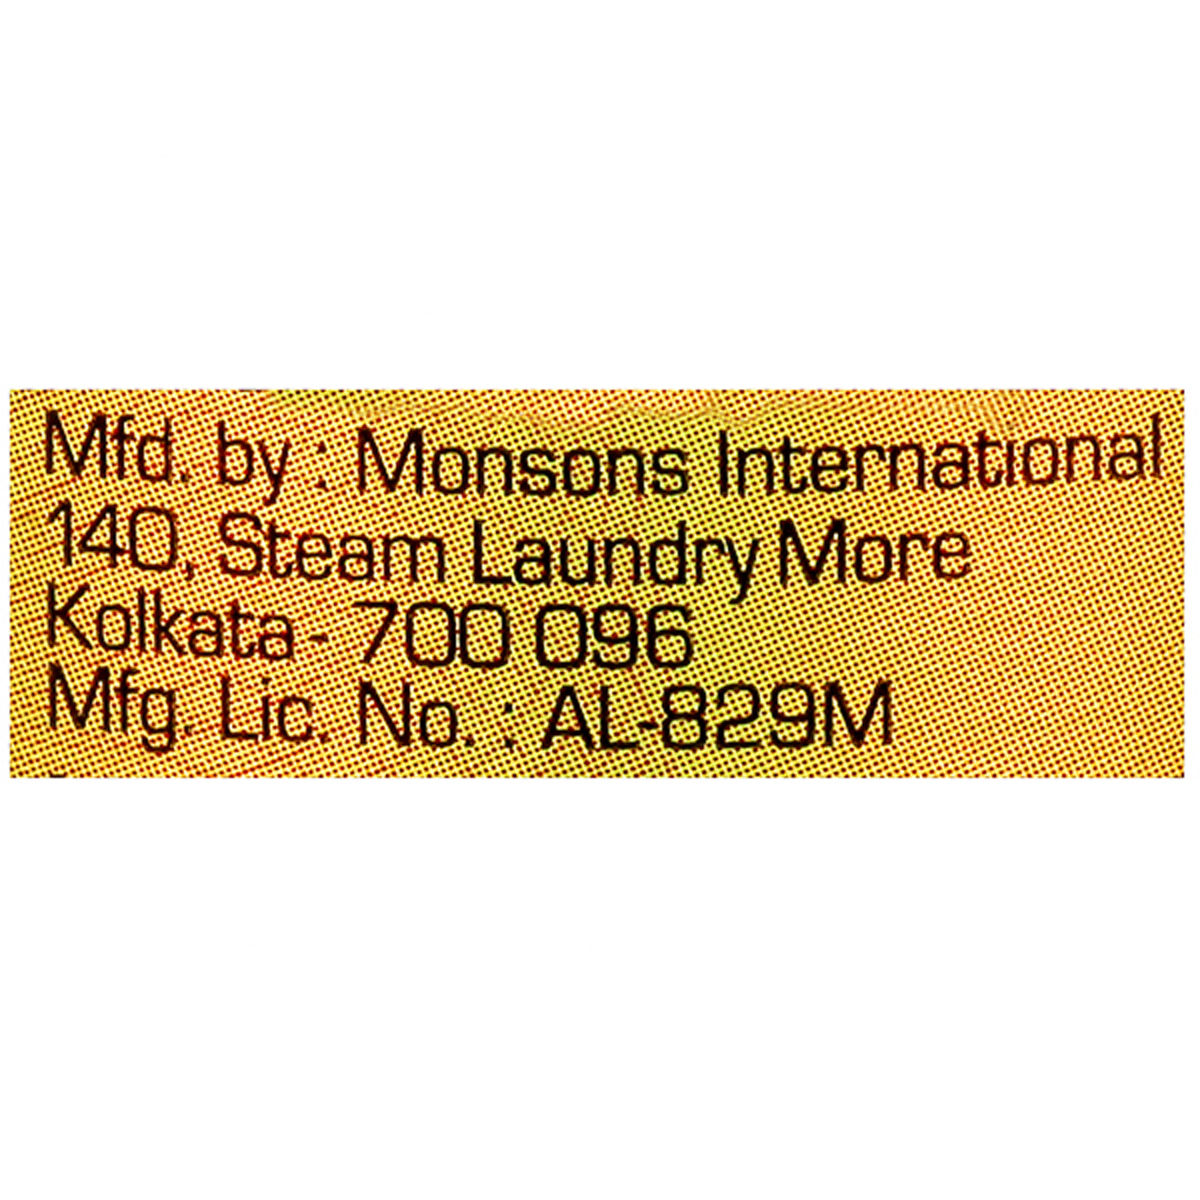 Mfd. by : Monsons International
140, Steam Laundry More
Kolkata - 700 096
Mfg. Lic. No. : AL-829M